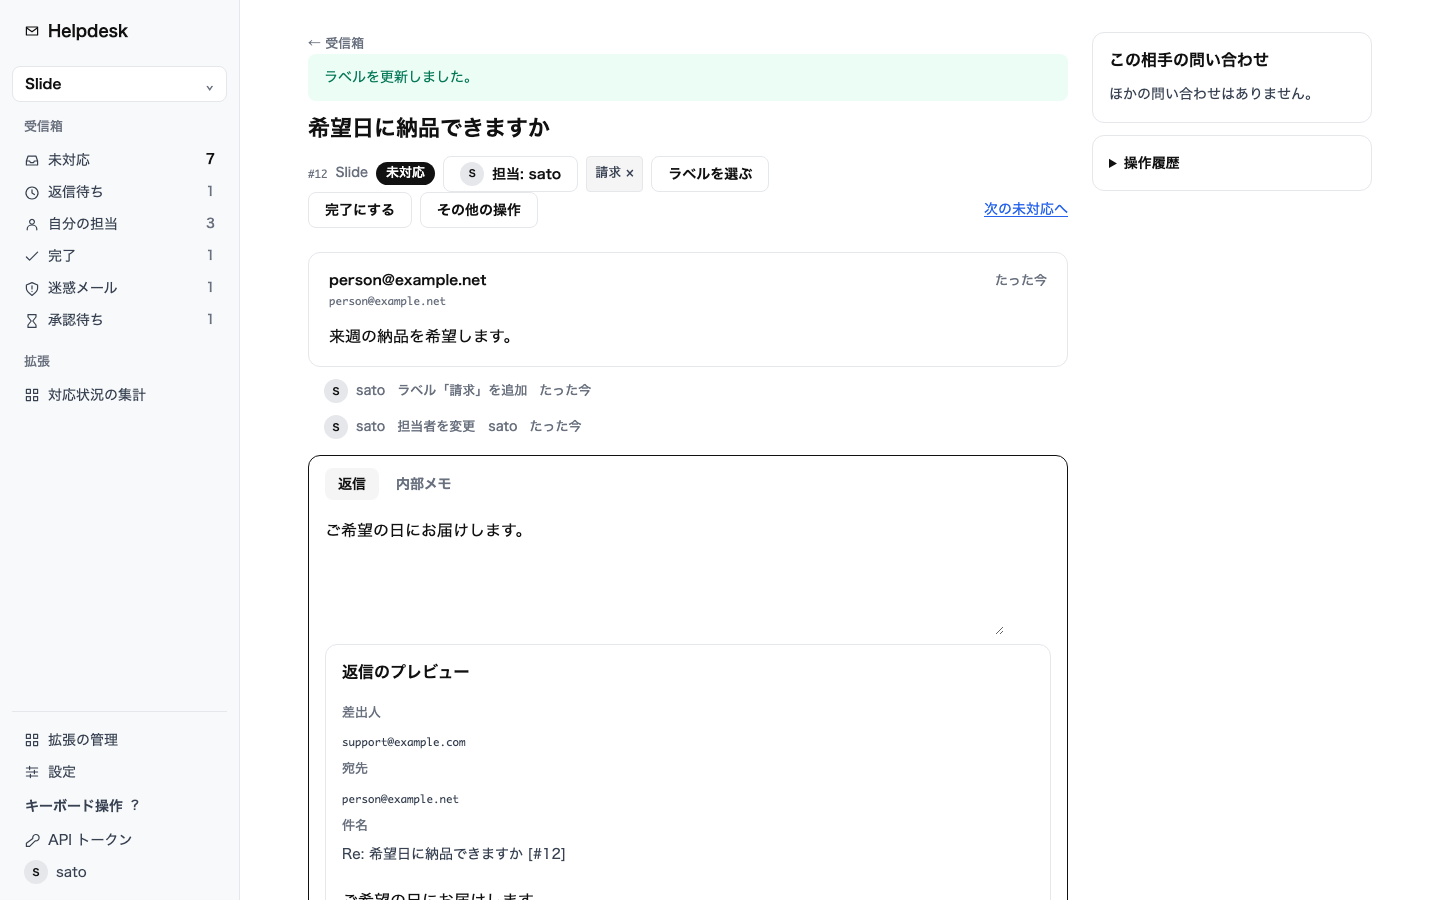 Helpdesk
Slide
受信箱
未対応 7
返信待ち 1
自分の担当 3
完了 1
迷惑メール 1
承認待ち 1
拡張
対応状況の集計
拡張の管理
設定
キーボード操作 ?
API トークン
S sato
← 受信箱
ラベルを更新しました。
希望日に納品できますか
#12 Slide 未対応 S 担当: sato 請求 × ラベルを選ぶ
完了にする その他の操作 次の未対応へ
person@example.net たった今
person@example.net
来週の納品を希望します。
S sato ラベル「請求」を追加 たった今
S sato 担当者を変更 sato たった今
返信 内部メモ
ご希望の日にお届けします。
返信のプレビュー
差出人
support@example.com
宛先
person@example.net
件名
Re: 希望日に納品できますか [#12]
ご希望の日にお届けします
この相手の問い合わせ
ほかの問い合わせはありません。
▶ 操作履歴